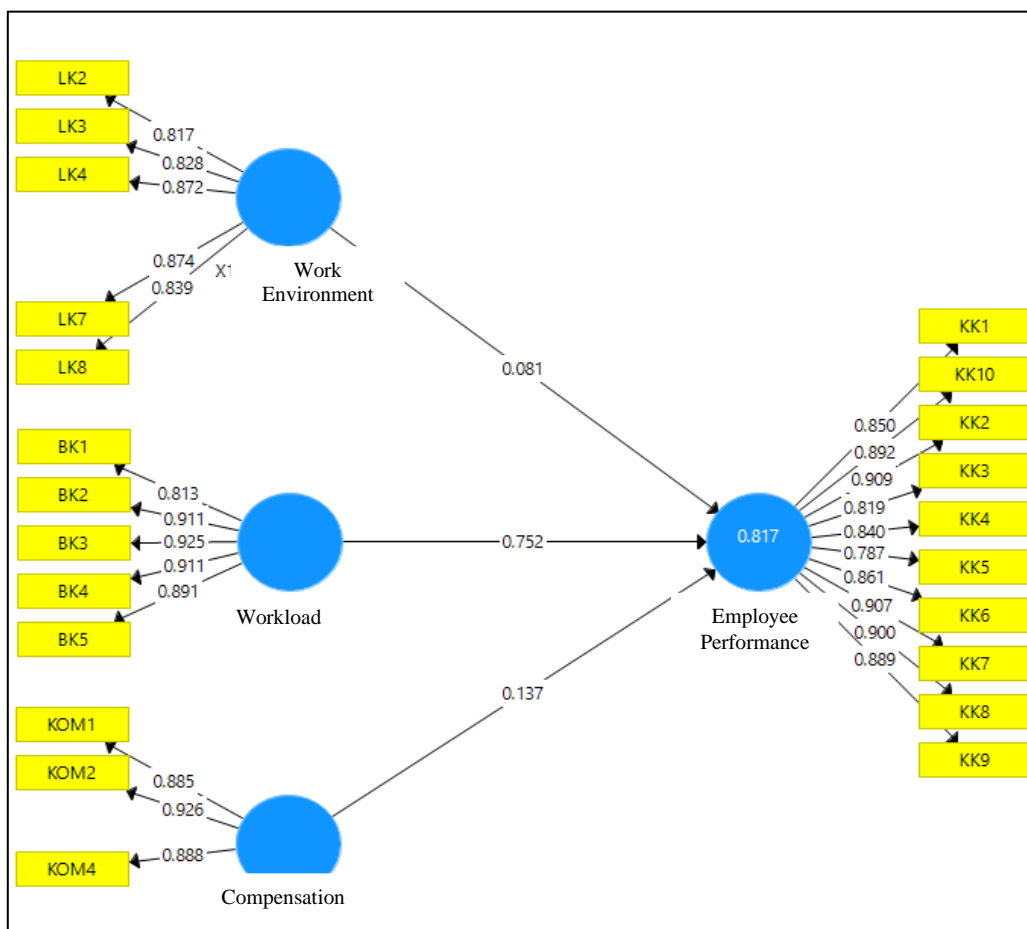 LK2
LK3
LK4
LK7
LK8
0.817
0.828
0.872
0.874
0.839
X1
Work
Environment
0.081
BK1
BK2
BK3
BK4
BK5
0.813
0.911
0.925
0.911
0.891
Workload
0.752
KOM1
KOM2
KOM4
0.885
0.926
0.888
Compensation
0.137
0.817
Employee
Performance
0.850
0.892
0.909
0.819
0.840
0.787
0.861
0.907
0.900
0.889
KK1
KK10
KK2
KK3
KK4
KK5
KK6
KK7
KK8
KK9